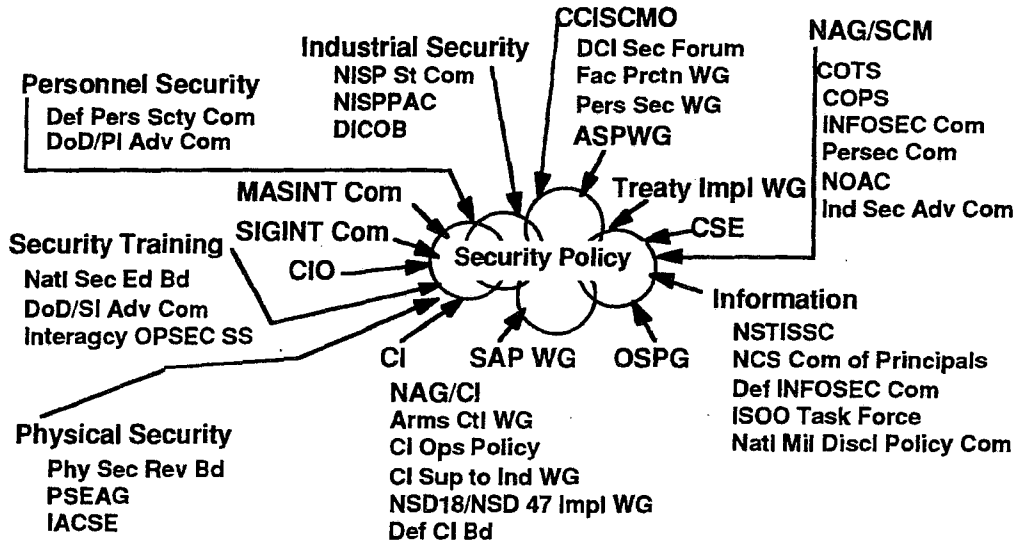 CCISCMO
DCI Sec Forum
Fac Prctn WG
Pers Sec WG
ASPWG
NAG/SCM
COTS
COPS
INFOSEC Com
Persec Com
NOAC
Ind Sec Adv Com
Industrial Security
NISP St Com
NISPPAC
DICOB
Personnel Security
Def Pers Scty Com
DoD/PI Adv Com
MASINT Com
SIGINT Com
CIO
Treaty Impl WG
CSE
Security Policy
Security Training
Natl Sec Ed Bd
DoD/SI Adv Com
Interagcy OPSEC SS
Information
NSTISSC
NCS Com of Principals
Def INFOSEC Com
ISOO Task Force
Natl Mil Discl Policy Com
CI
NAG/CI
Arms Ctl WG
CI Ops Policy
CI Sup to Ind WG
NSD18/NSD 47 Impl WG
Def CI Bd
SAP WG
OSPG
Physical Security
Phy Sec Rev Bd
PSEAG
IACSE